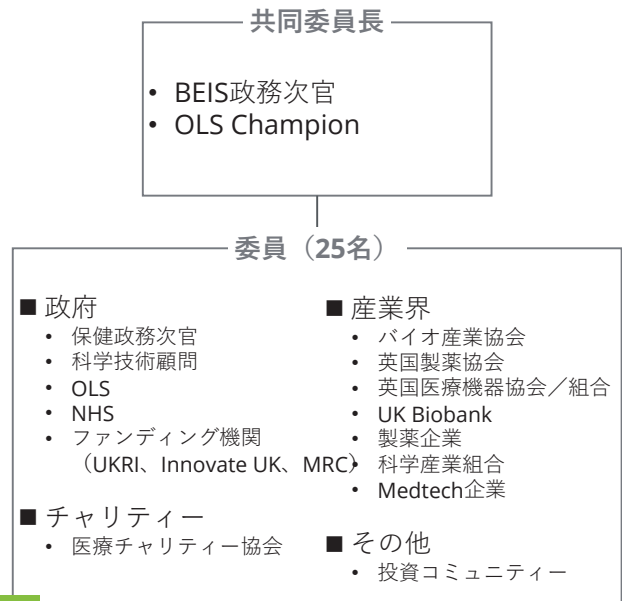 共同委員長
• BEIS政務次官
• OLS Champion
委員（25名）
■ 政府
• 保健政務次官
• 科学技術顧問
• OLS
• NHS
• ファンディング機関
（UKRI、Innovate UK、MRC）
■ チャリティー
• 医療チャリティー協会
■ 産業界
• バイオ産業協会
• 英国製薬協会
• 英国医療機器協会／組合
• UK Biobank
• 製薬企業
• 科学産業組合
• Medtech企業
■ その他
• 投資コミュニティー